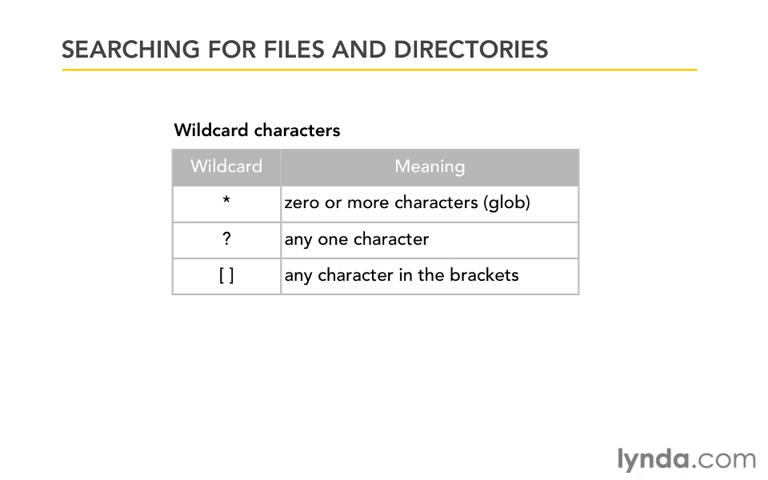 SEARCHING FOR FILES AND DIRECTORIES
Wildcard characters
Wildcard Meaning
* zero or more characters (glob)
? any one character
[ ] any character in the brackets
lynda.com